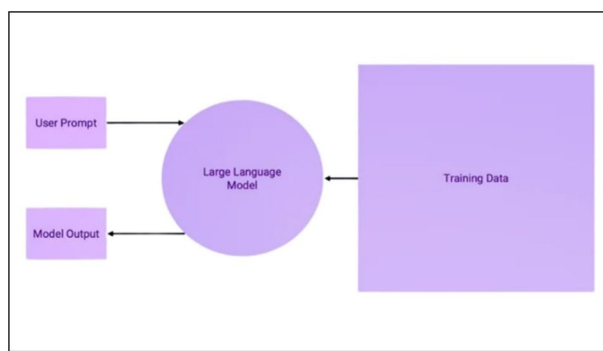 User Prompt
Large Language
Model
Training Data
Model Output